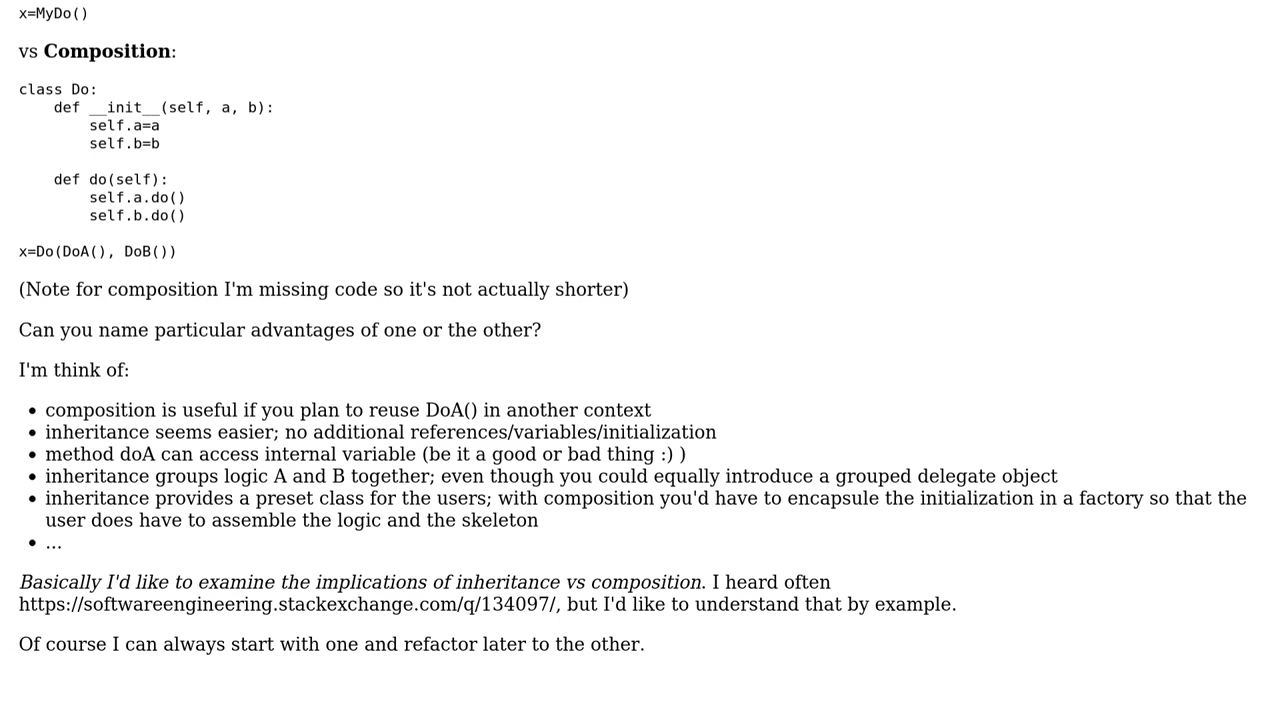 x=MyDo()
vs Composition:
class Do:
    def __init__(self, a, b):
        self.a=a
        self.b=b
    def do(self):
        self.a.do()
        self.b.do()
x=Do(DoA(), DoB())
(Note for composition I'm missing code so it's not actually shorter)
Can you name particular advantages of one or the other?
I'm think of:
• composition is useful if you plan to reuse DoA() in another context
• inheritance seems easier; no additional references/variables/initialization
• method doA can access internal variable (be it a good or bad thing :) )
• inheritance groups logic A and B together; even though you could equally introduce a grouped delegate object
• inheritance provides a preset class for the users; with composition you'd have to encapsule the initialization in a factory so that the
user does have to assemble the logic and the skeleton
• ...
Basically I'd like to examine the implications of inheritance vs composition. I heard often
https://softwareengineering.stackexchange.com/q/134097/, but I'd like to understand that by example.
Of course I can always start with one and refactor later to the other.